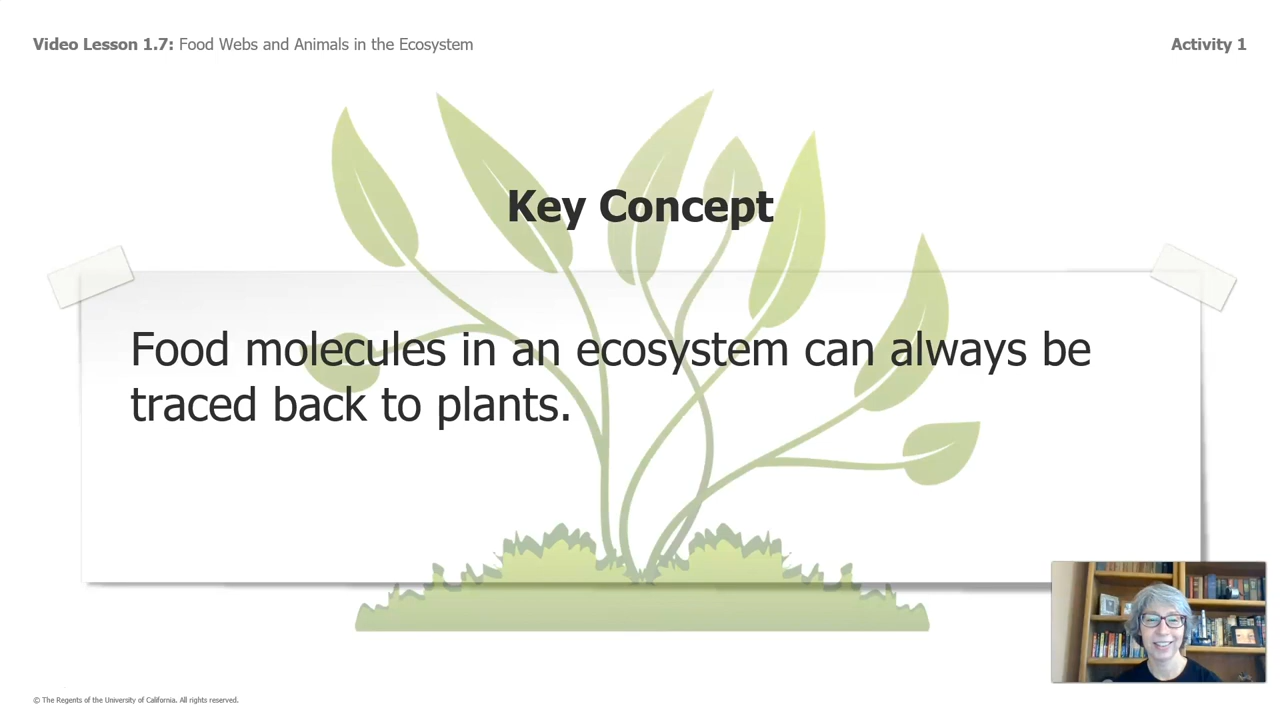 Video Lesson 1.7: Food Webs and Animals in the Ecosystem
Activity 1
Key Concept
Food molecules in an ecosystem can always be
traced back to plants.
© The Regents of the University of California. All rights reserved.